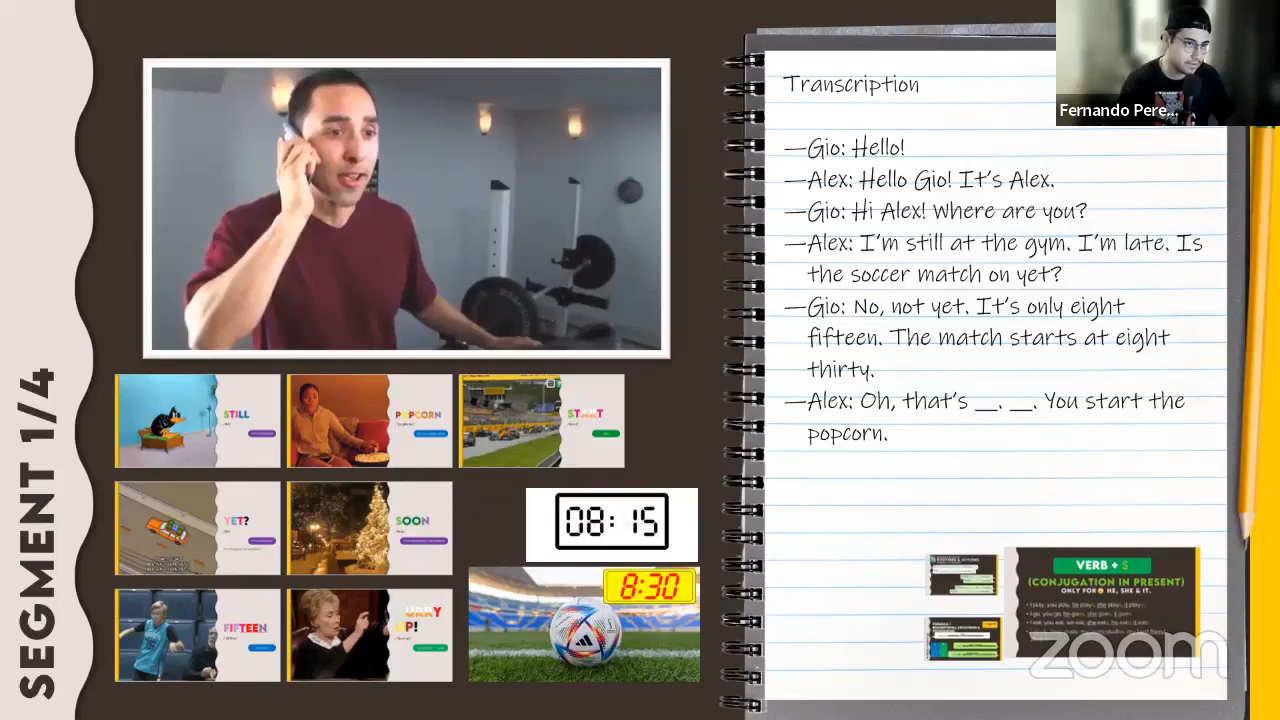 SEGMENT 1/4
Transcription
Fernando Pere...
—Gio: Hello!
—Alex: Hello Gio! It's Alex.
—Gio: Hi Alex! Where are you?
—Alex: I'm still at the gym. I'm late. Is
the soccer match on yet?
—Gio: No, not yet. It's only eight
fifteen. The match starts at eight
thirty.
—Alex: Oh, that's __. __. You start the
popcorn.
STILL
POPCORN
START
YET?
SOON
FIFTEEN
URRY
UP!
08:15
8:30
VERB + S
(CONJUGATION IN PRESENT)
ONLY FOR HE, SHE & IT.
zoom